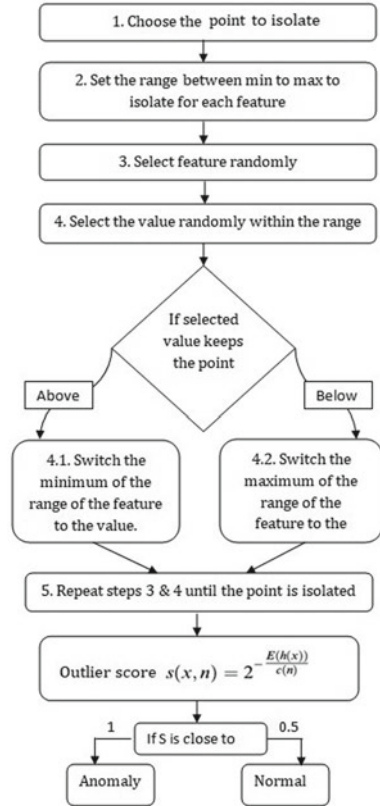 1. Choose the point to isolate
2. Set the range between min to max to
isolate for each feature
3. Select feature randomly
4. Select the value randomly within the range
If selected
value keeps
the point
Above
Below
4.1. Switch the
minimum of the
range of the feature
to the value.
4.2. Switch the
maximum of the
range of the
feature to the
5. Repeat steps 3 & 4 until the point is isolated
Outlier score s(x, n) = 2^{-\frac{E(h(x))}{c(n)}}
1
If S is close to
0.5
Anomaly
Normal